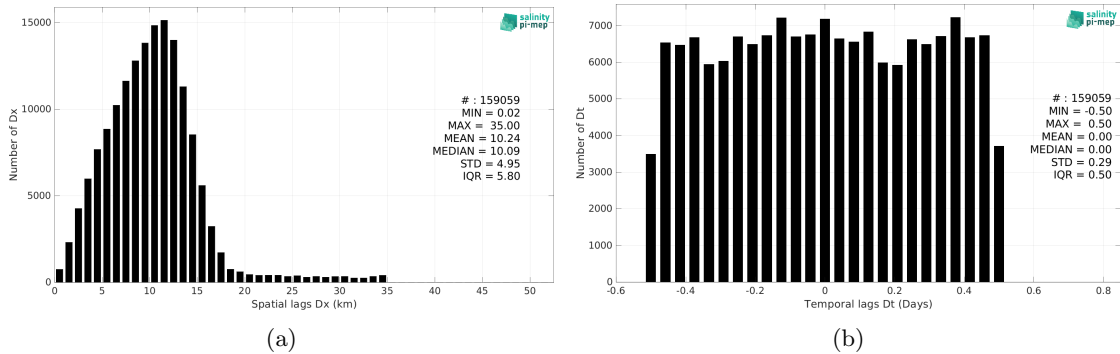 15000
10000
5000
0
Number of Dx
0 5 10 15 20 25 30 35 40 45 50
Spatial lags Dx (km)
salinity
pi-mep
# : 159059
MIN = 0.02
MAX = 35.00
MEAN = 10.24
MEDIAN = 10.09
STD = 4.95
IQR = 5.80
(a)
7000
6000
5000
4000
3000
2000
1000
0
Number of Dt
-0.6 -0.4 -0.2 0 0.2 0.4 0.6 0.8
Temporal lags Dt (Days)
salinity
pi-mep
# : 159059
MIN = -0.50
MAX = 0.50
MEAN = 0.00
MEDIAN = 0.00
STD = 0.29
IQR = 0.50
(b)